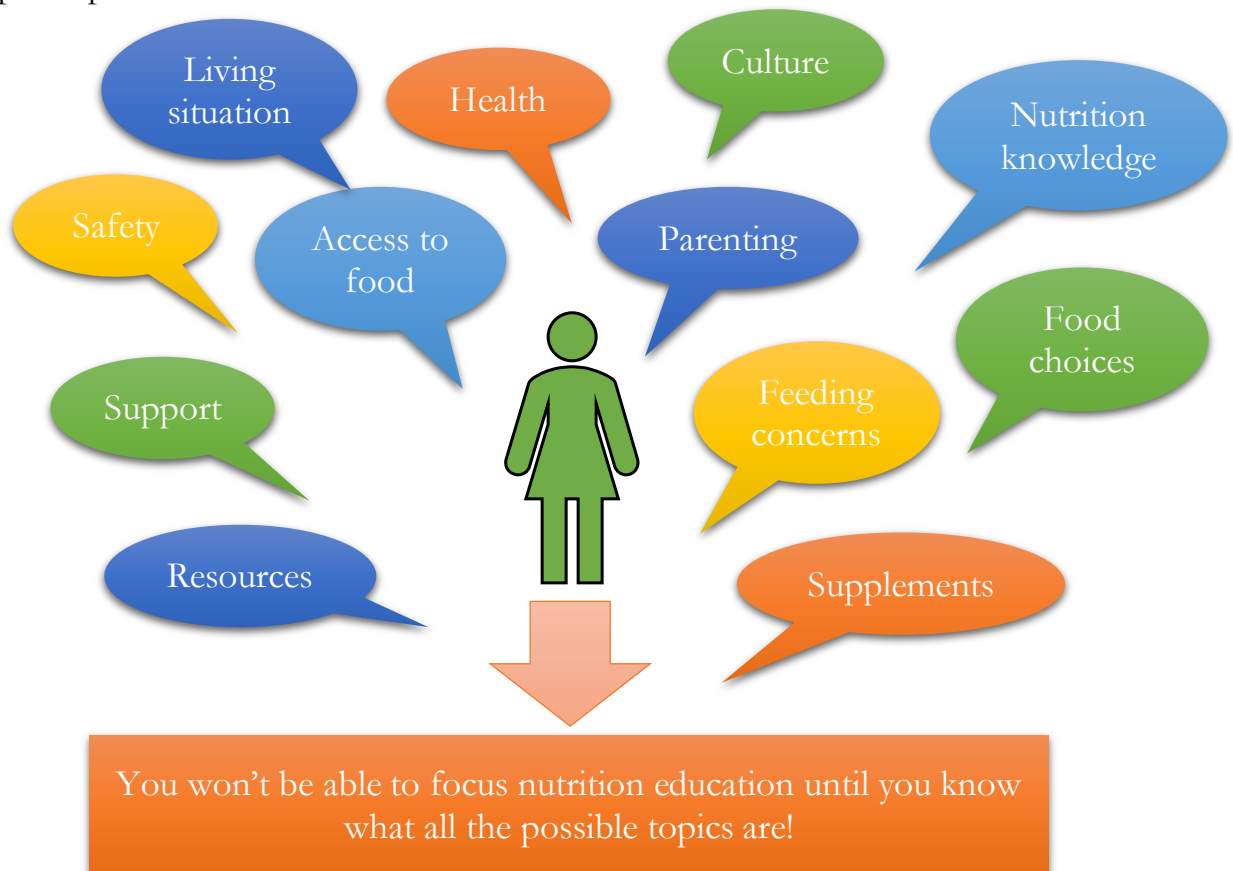 Living
situation
Health
Culture
Nutrition
knowledge
Safety
Access to
food
Parenting
Food
choices
Support
Feeding
concerns
Resources
Supplements
You won’t be able to focus nutrition education until you know
what all the possible topics are!